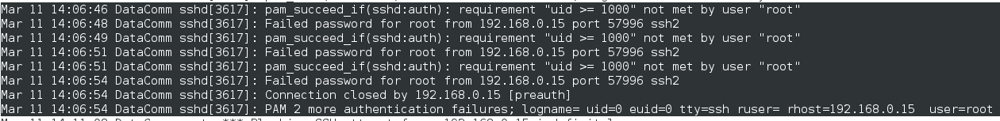 Mar 11 14:06:46 DataComm sshd[3617]: pam_succeed_if(sshd:auth): requirement "uid >= 1000" not met by user "root"
Mar 11 14:06:48 DataComm sshd[3617]: Failed password for root from 192.168.0.15 port 57996 ssh2
Mar 11 14:06:49 DataComm sshd[3617]: pam_succeed_if(sshd:auth): requirement "uid >= 1000" not met by user "root"
Mar 11 14:06:51 DataComm sshd[3617]: Failed password for root from 192.168.0.15 port 57996 ssh2
Mar 11 14:06:51 DataComm sshd[3617]: pam_succeed_if(sshd:auth): requirement "uid >= 1000" not met by user "root"
Mar 11 14:06:54 DataComm sshd[3617]: Failed password for root from 192.168.0.15 port 57996 ssh2
Mar 11 14:06:54 DataComm sshd[3617]: Connection closed by 192.168.0.15 [preauth]
Mar 11 14:06:54 DataComm sshd[3617]: PAM 2 more authentication failures; logname= uid=0 euid=0 tty=ssh ruser= rhost=192.168.0.15  user=root